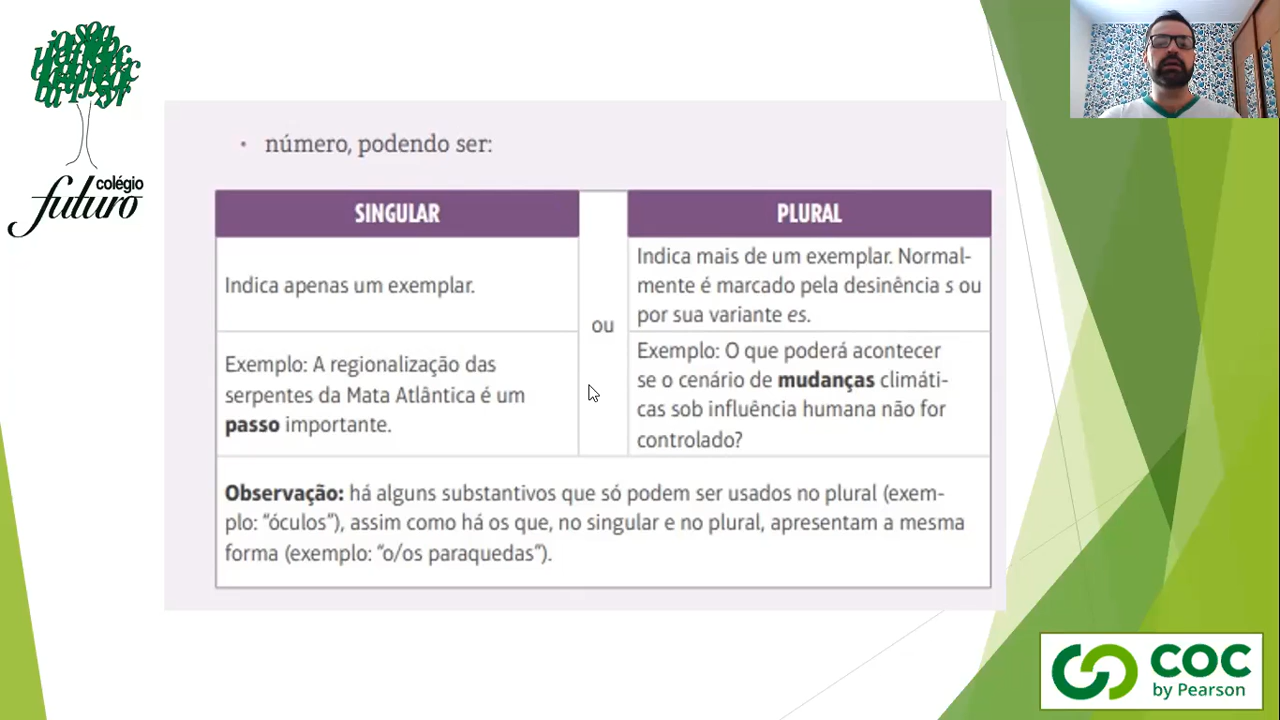 colégio
futuro
• número, podendo ser:
SINGULAR
Indica apenas um exemplar.
Exemplo: A regionalização das
serpentes da Mata Atlântica é um
passo importante.
ou
PLURAL
Indica mais de um exemplar. Normal-
mente é marcado pela desinência s ou
por sua variante es.
Exemplo: O que poderá acontecer
se o cenário de mudanças climáti-
cas sob influência humana não for
controlado?
Observação: há alguns substantivos que só podem ser usados no plural (exem-
plo: “óculos”), assim como há os que, no singular e no plural, apresentam a mesma
forma (exemplo: “o/os paraquedas”).
COC
by Pearson